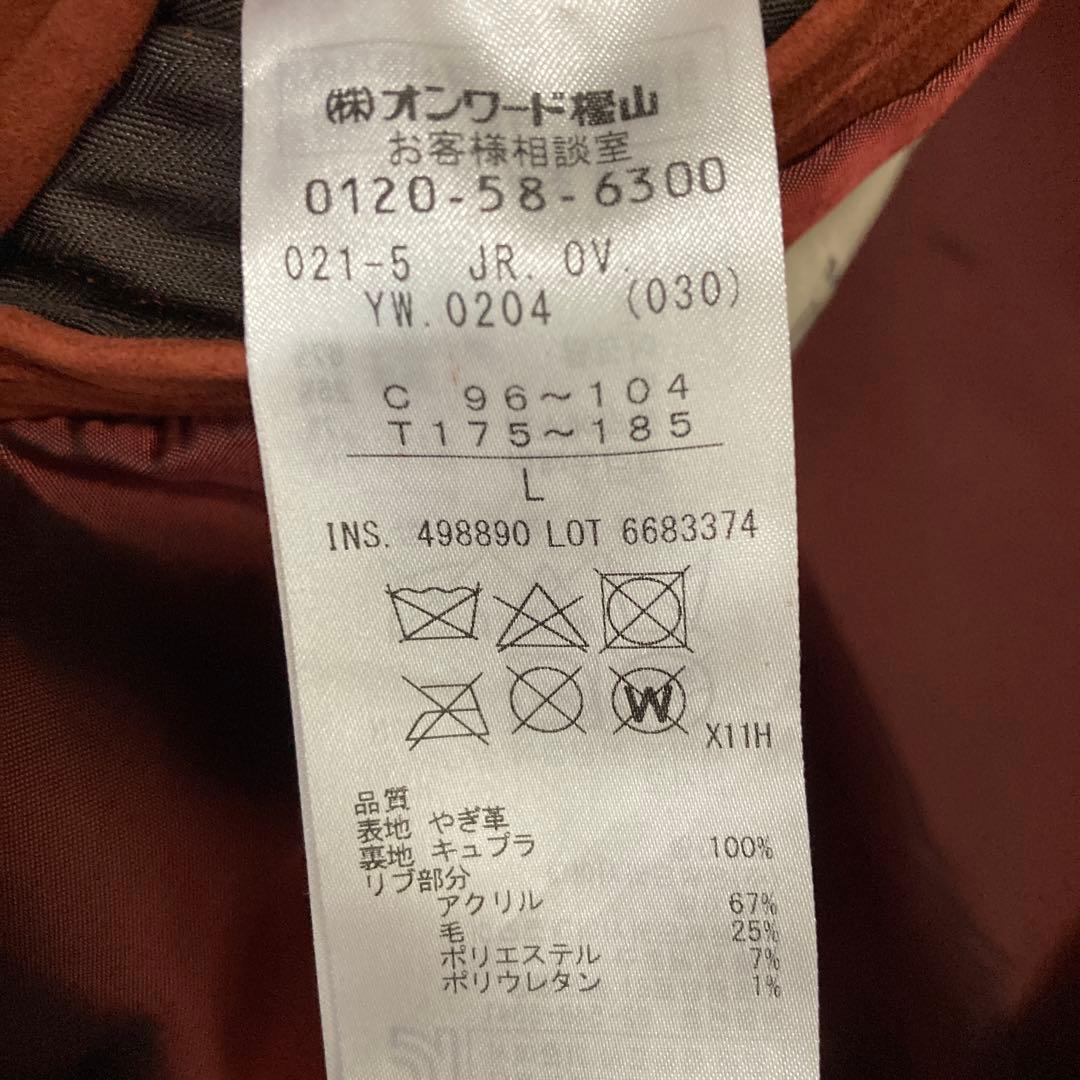 ㈱オンワード樫山
お客様相談室
0120-58-6300
021-5 JR. OV.
YW.0204 (030)
C 96~104
T175~185
L
INS. 498890 LOT 6683374
W
X11H
品質
表地 やぎ革
裏地 キュプラ 100%
リブ部分
アクリル 67%
毛 25%
ポリエステル 7%
ポリウレタン 1%